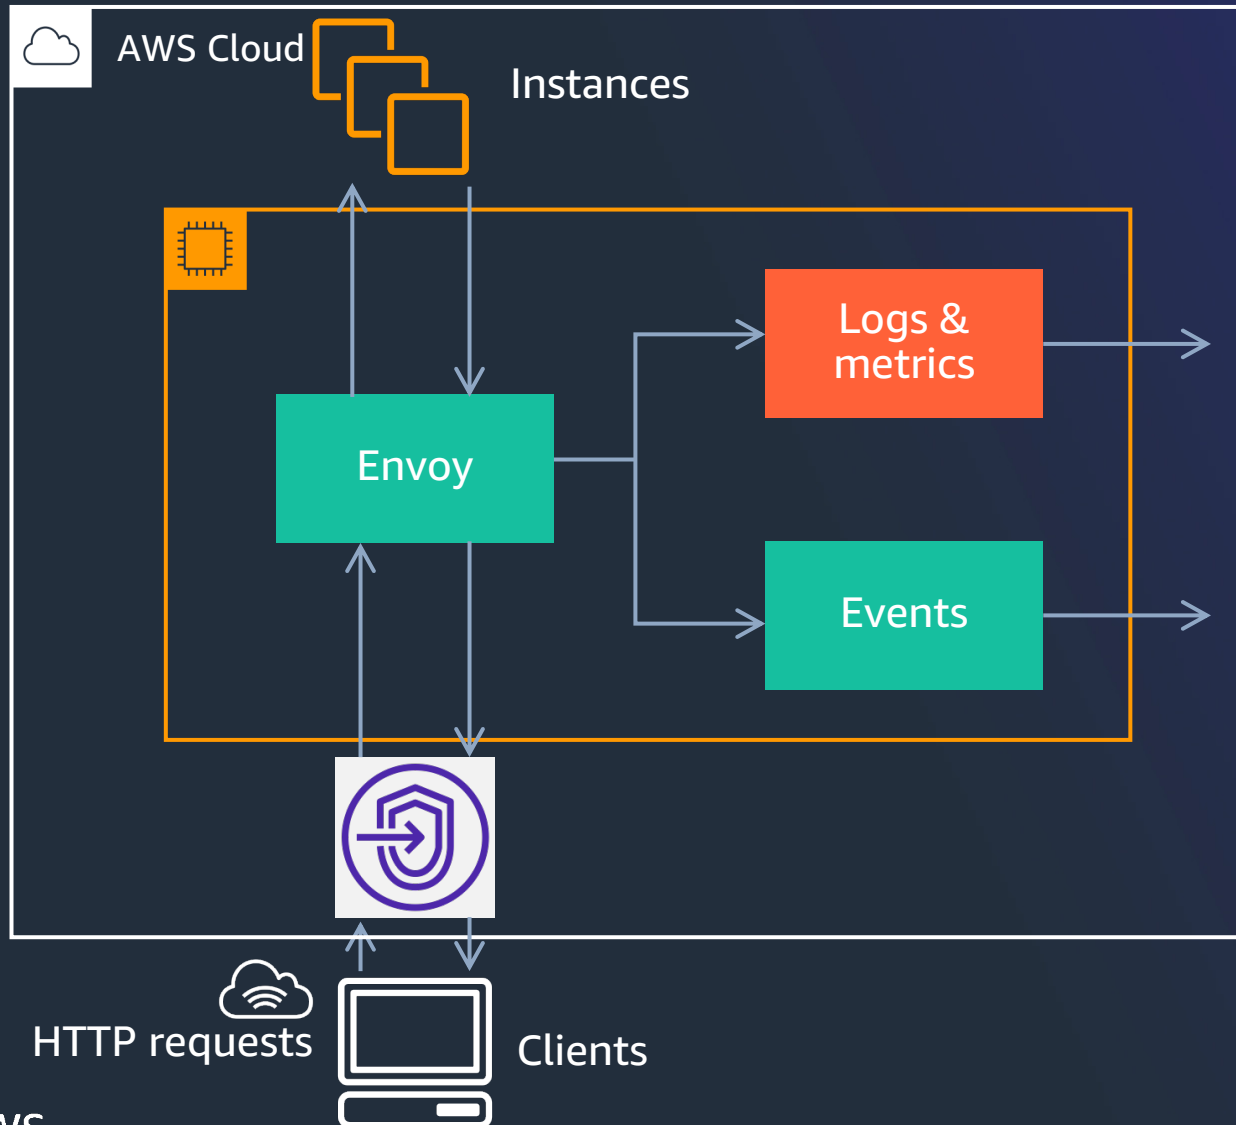 AWS Cloud
Instances
Logs &
metrics
Envoy
Events
HTTP requests
Clients